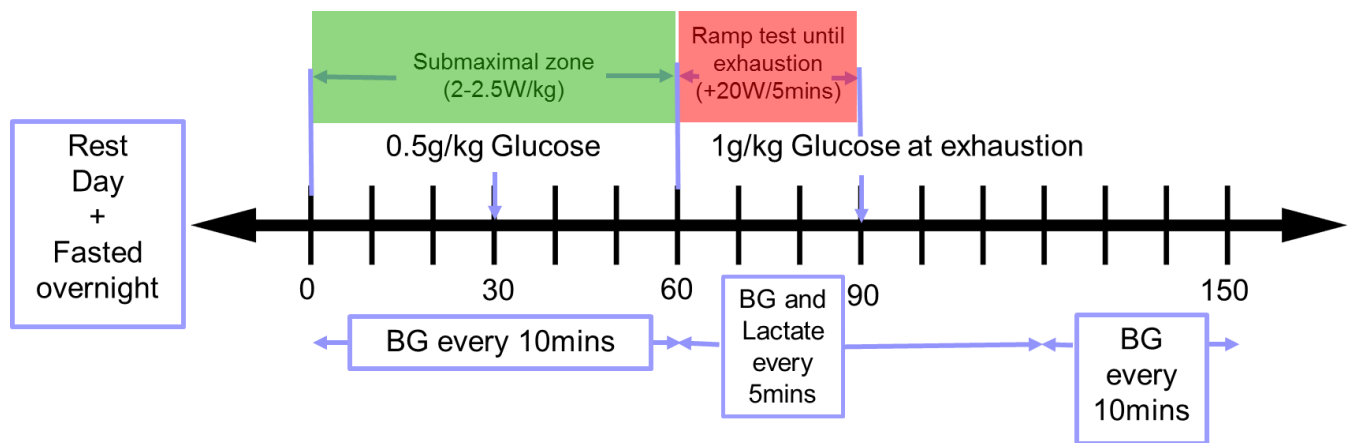 Submaximal zone
(2-2.5W/kg)
Ramp test until
exhaustion
(+20W/5mins)
Rest
Day
+
Fasted
overnight
0.5g/kg Glucose
1g/kg Glucose at exhaustion
0
30
60
90
150
BG every 10mins
BG and
Lactate
every
5mins
BG
every
10mins